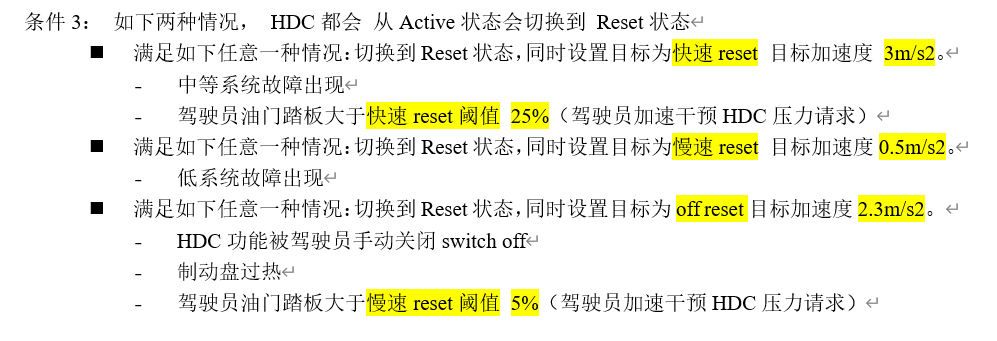 条件 3： 如下两种情况， HDC 都会 从 Active 状态会切换到 Reset 状态↵
■ 满足如下任意一种情况：切换到 Reset 状态，同时设置目标为快速 reset 目标加速度 3m/s2。↵
- 中等系统故障出现↵
- 驾驶员油门踏板大于快速 reset 阈值 25%（驾驶员加速干预 HDC 压力请求）↵
■ 满足如下任意一种情况：切换到 Reset 状态，同时设置目标为慢速 reset 目标加速度 0.5m/s2。↵
- 低系统故障出现↵
■ 满足如下任意一种情况：切换到 Reset 状态，同时设置目标为 off reset 目标加速度 2.3m/s2。↵
- HDC 功能被驾驶员手动关闭 switch off↵
- 制动盘过热↵
- 驾驶员油门踏板大于慢速 reset 阈值 5%（驾驶员加速干预 HDC 压力请求）↵